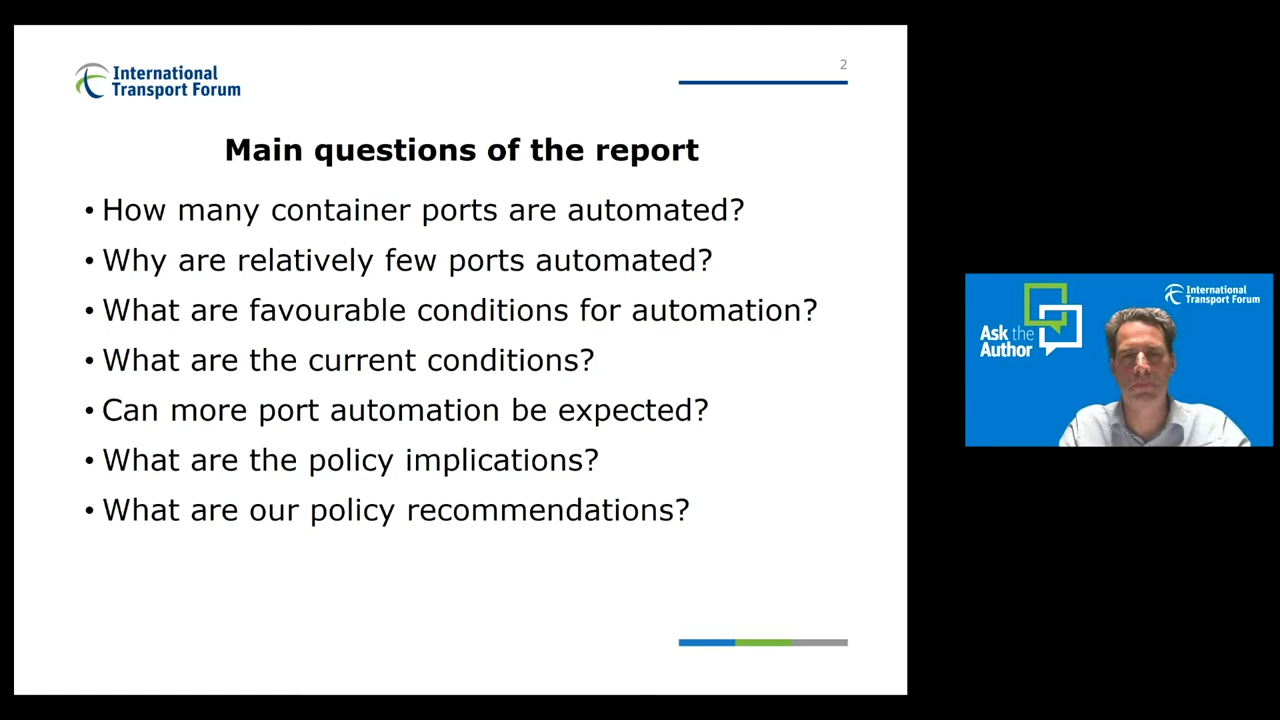 International
Transport Forum
2
Main questions of the report
• How many container ports are automated?
• Why are relatively few ports automated?
• What are favourable conditions for automation?
• What are the current conditions?
• Can more port automation be expected?
• What are the policy implications?
• What are our policy recommendations?
International
Transport Forum
Ask the
Author